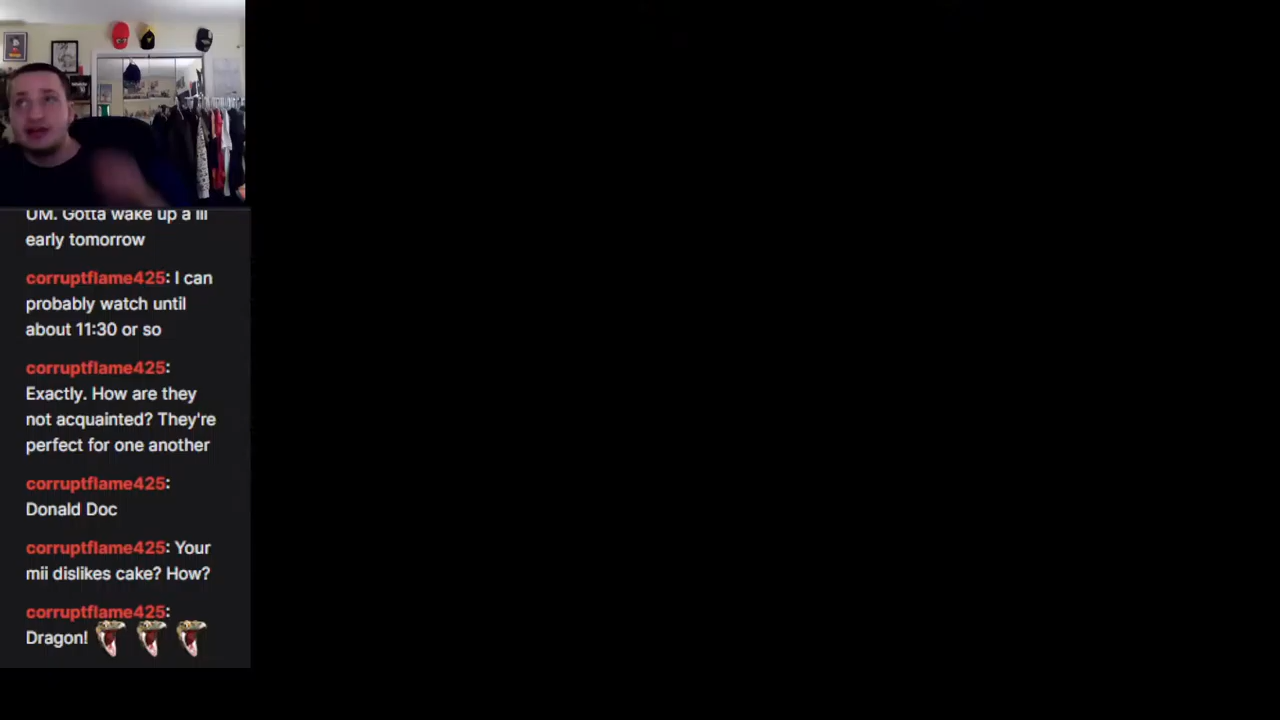 UM. Gotta wake up a lil
early tomorrow
corruptflame425: I can
probably watch until
about 11:30 or so
corruptflame425:
Exactly. How are they
not acquainted? They're
perfect for one another
corruptflame425:
Donald Doc
corruptflame425: Your
mii dislikes cake? How?
corruptflame425:
Dragon!